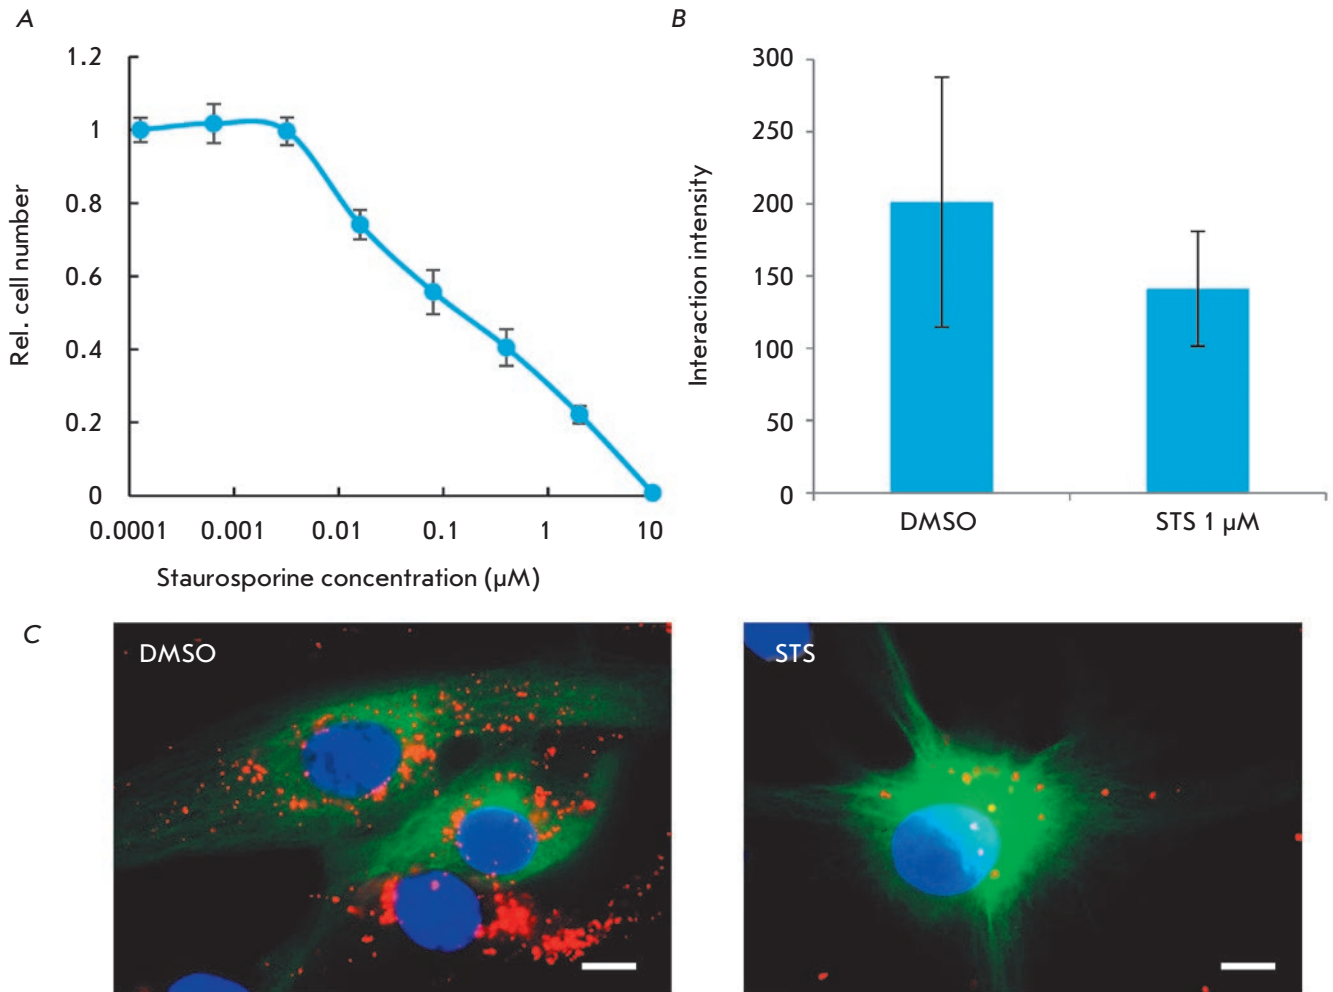 A
1.2
1
0.8
0.6
0.4
0.2
0
Rel. cell number
0.0001 0.001 0.01 0.1 1 10
Staurosporine concentration (µM)
B
300
250
200
150
100
50
0
Interaction intensity
DMSO STS 1 µM
C
DMSO
STS